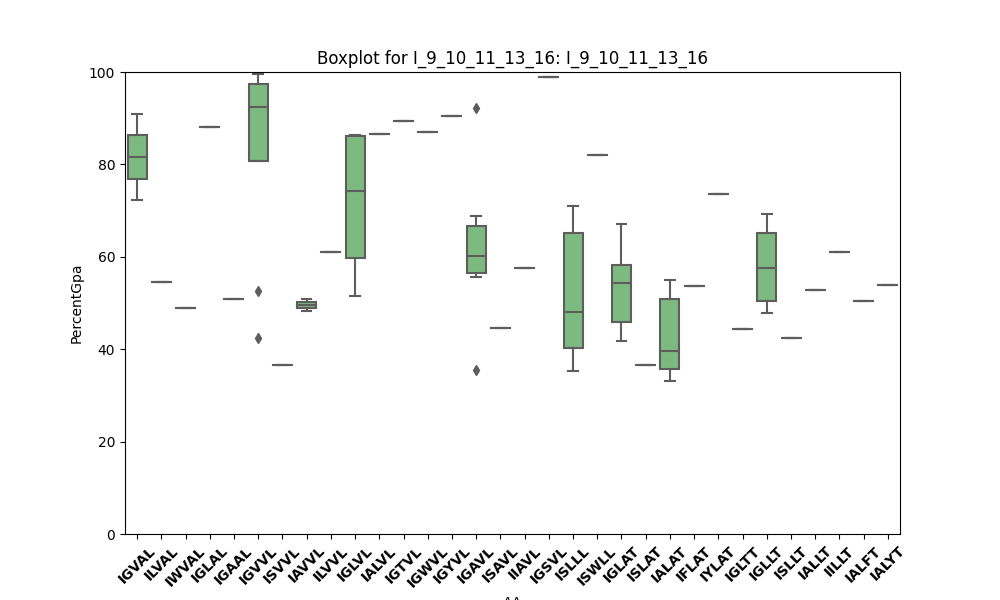 Boxplot for I_9_10_11_13_16: I_9_10_11_13_16
PercentGpa
100
80
60
40
20
0
IGVAL ILVAL IWVAL IGLAL IGAAL IGVVL ISVVL IAVVL ILVVL IGLVL IALVL IGTVL IGWVL IGYVL IGAVL ISAVL IIAVL IGSVL ISLLL ISWLL IGLAT ISLAT IALAT IFLAT IYLAT IGLTT IGLLT ISLLT IALLT IILLT IALFT IALYT
AA